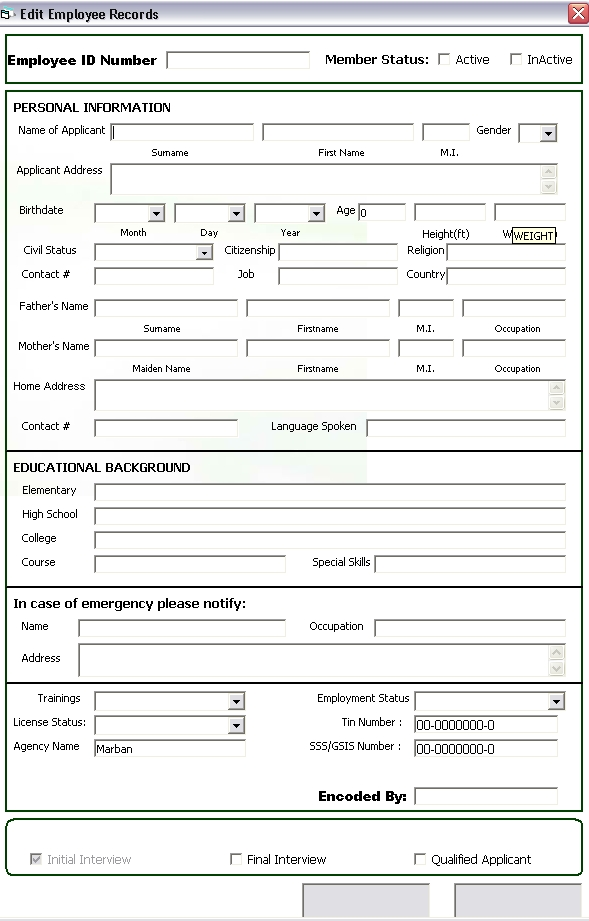 Edit Employee Records
Employee ID Number Member Status: Active InActive
PERSONAL INFORMATION
Name of Applicant Gender
Surname First Name M.I.
Applicant Address
Birthdate Age 0
Month Day Year Height(ft) WEIGHT
Civil Status Citizenship Religion
Contact # Job Country
Father's Name
Surname Firstname M.I. Occupation
Mother's Name
Maiden Name Firstname M.I. Occupation
Home Address
Contact # Language Spoken
EDUCATIONAL BACKGROUND
Elementary
High School
College
Course Special Skills
In case of emergency please notify:
Name Occupation
Address
Trainings Employment Status
License Status: Tin Number : 00-0000000-0
Agency Name Marban SSS/GSIS Number : 00-0000000-0
Encoded By:
Initial Interview Final Interview Qualified Applicant